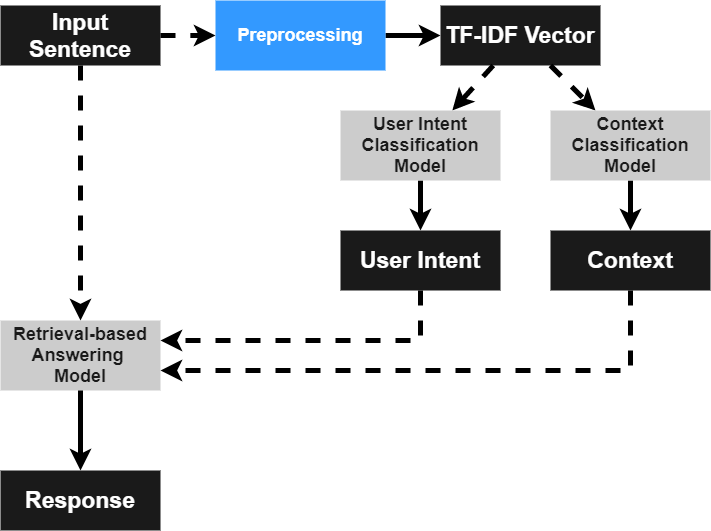 Input
Sentence
Preprocessing
TF-IDF Vector
User Intent
Classification
Model
Context
Classification
Model
User Intent
Context
Retrieval-based
Answering
Model
Response